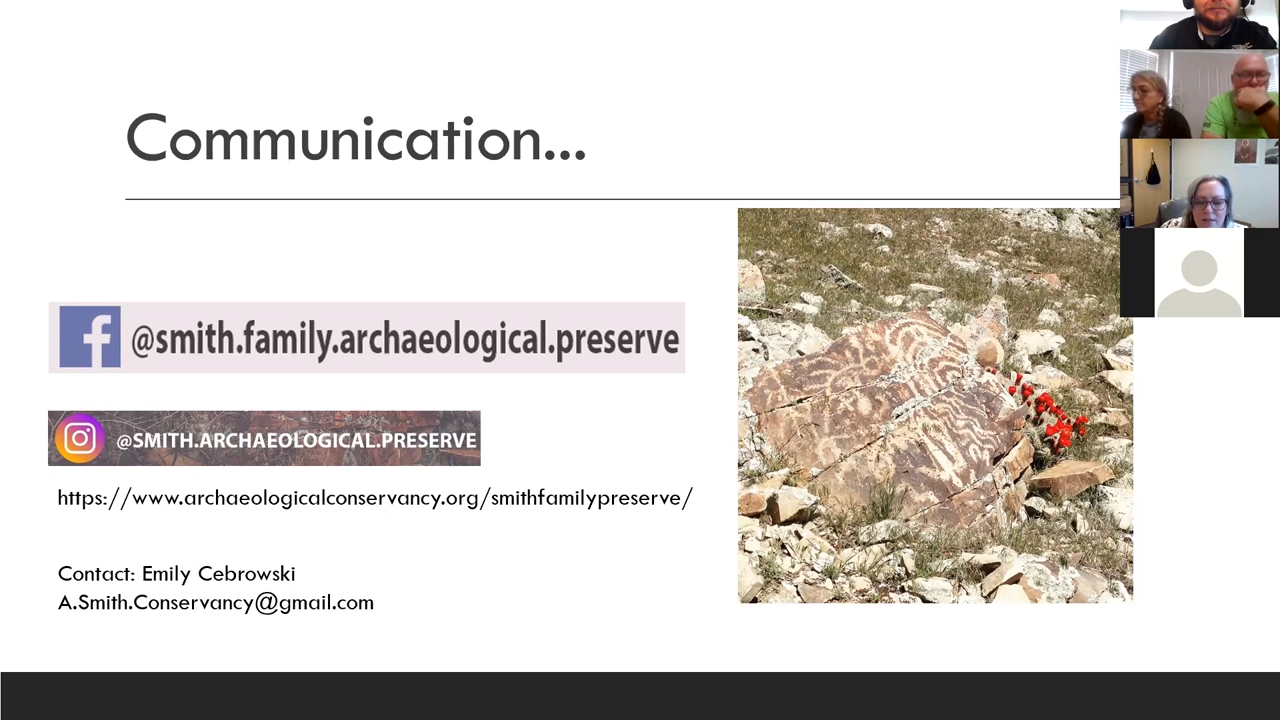 Communication...
@smith.family.archaeological.preserve
@SMITH.ARCHAEOLOGICAL.PRESERVE
https://www.archaeologicalconservancy.org/smithfamilypreserve/
Contact: Emily Cebrowski
A.Smith.Conservancy@gmail.com